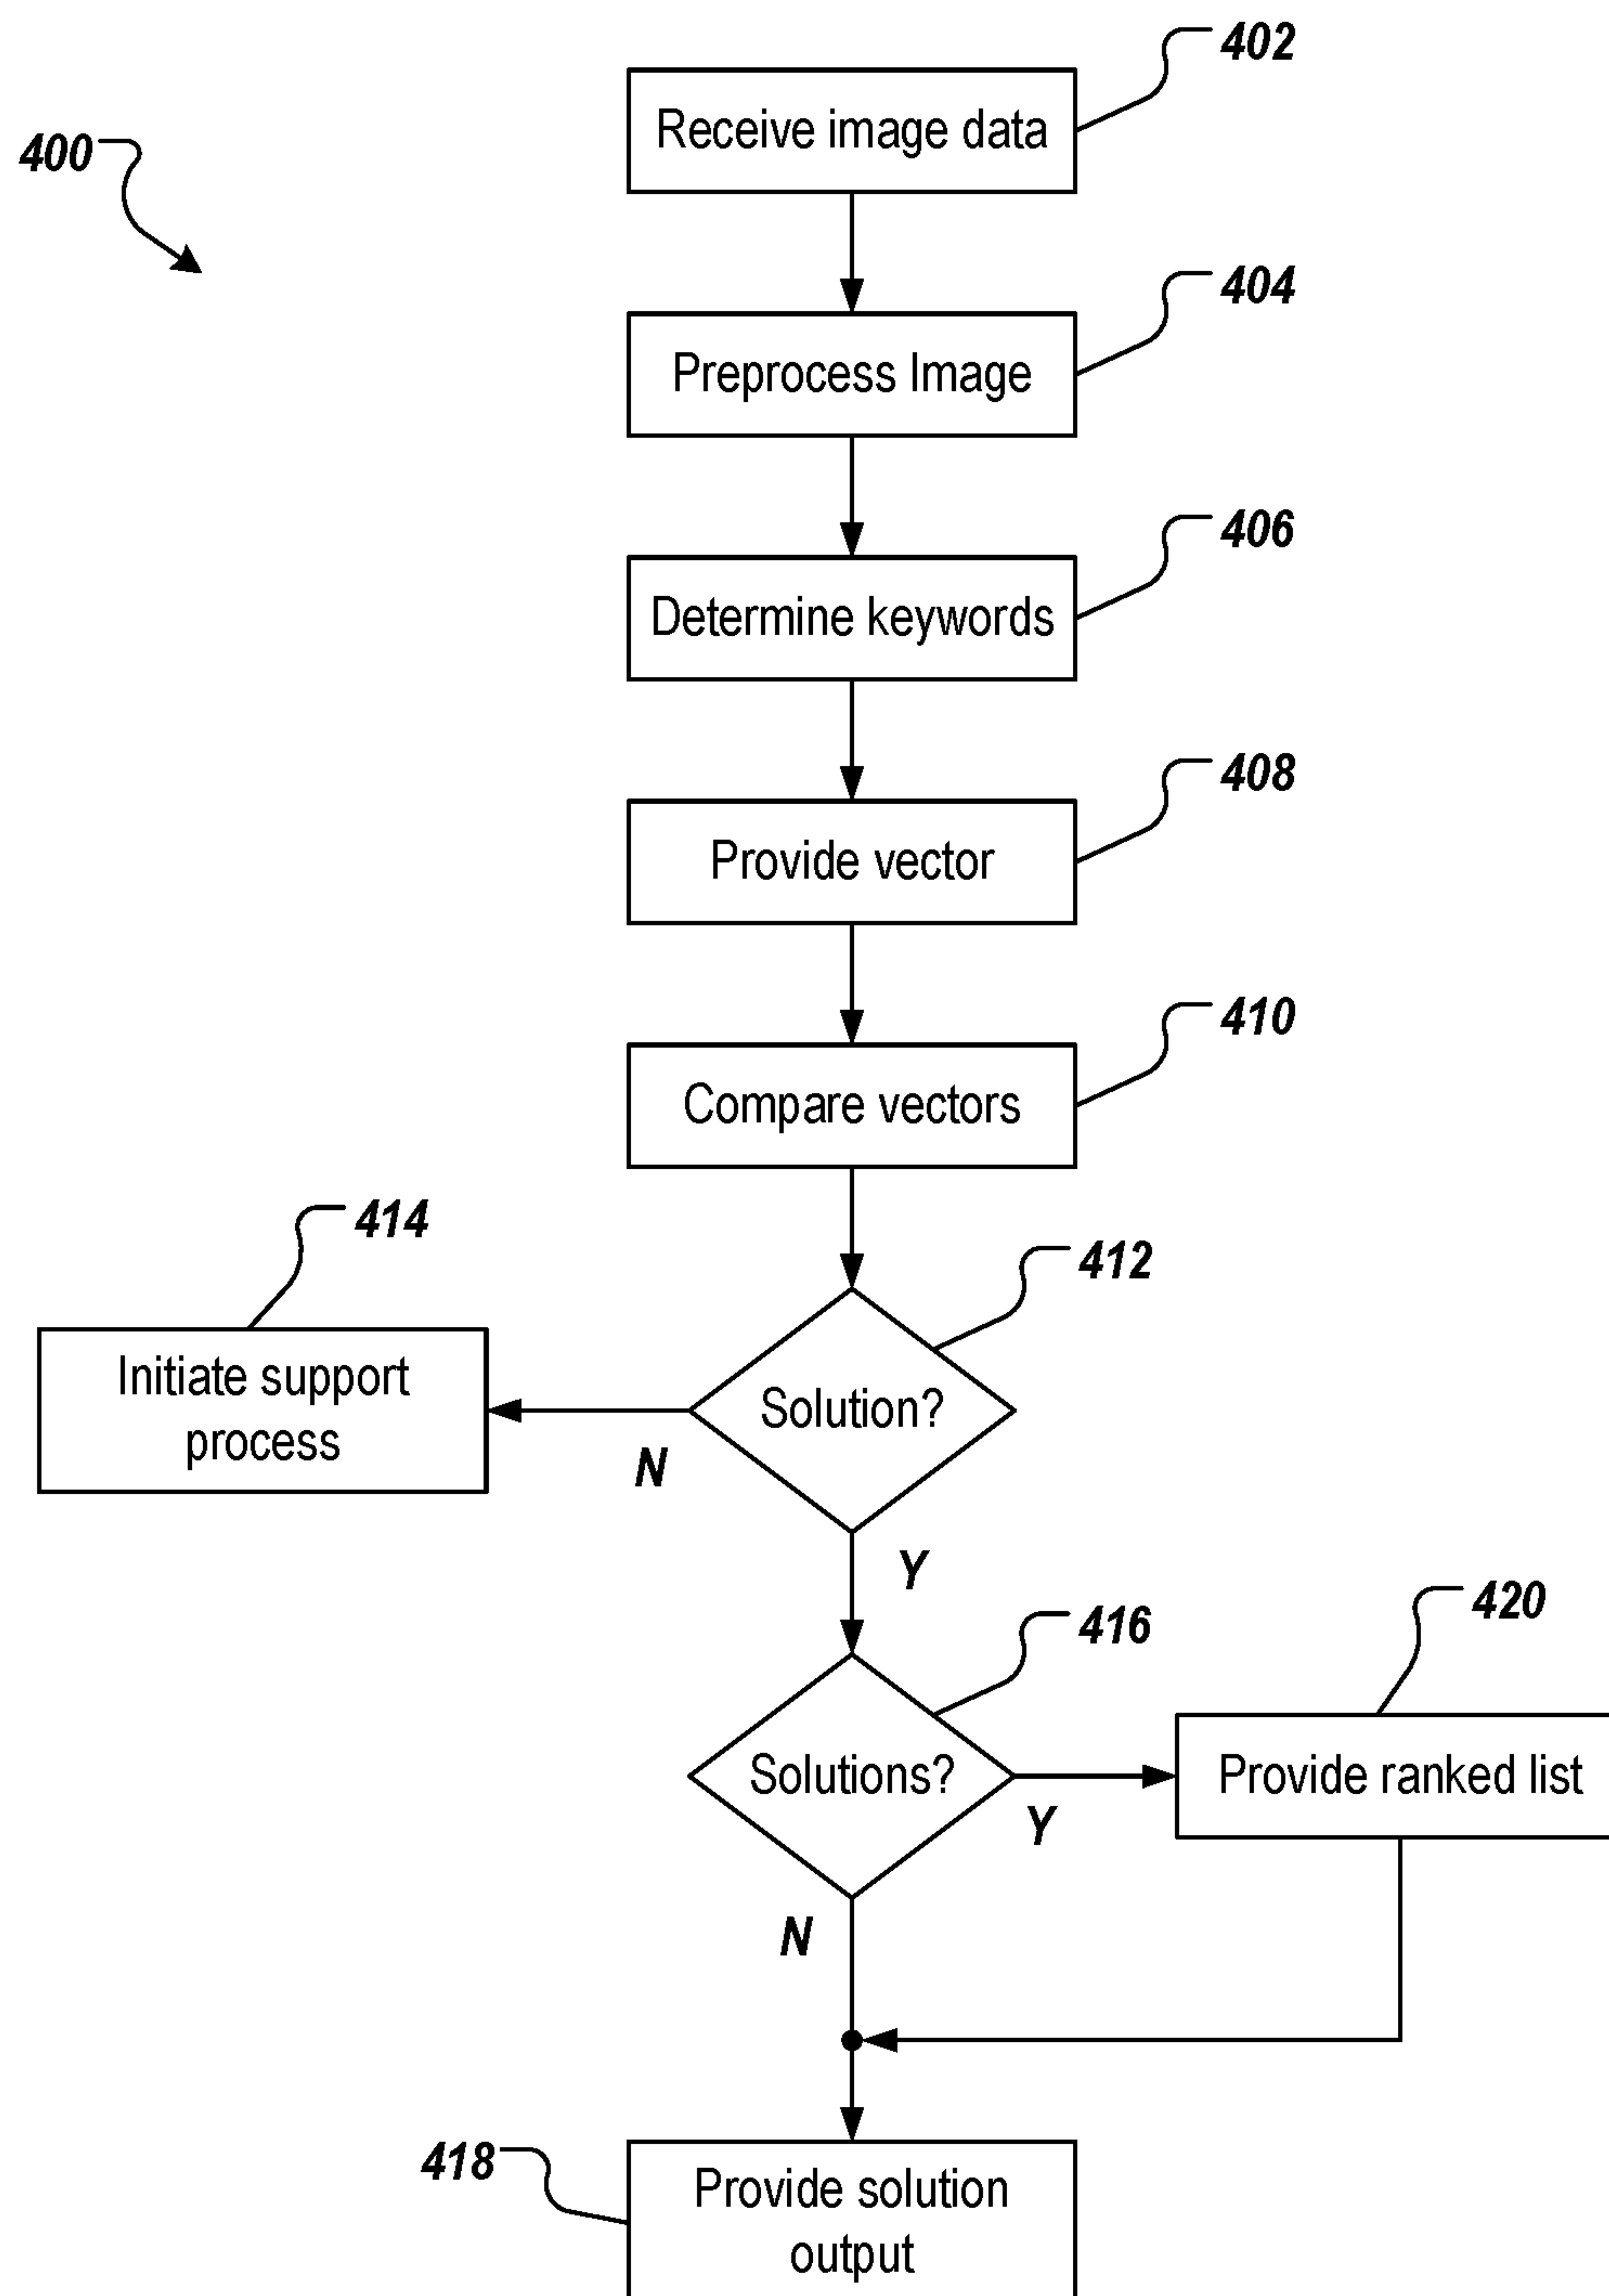 402
Receive image data
400
404
Preprocess Image
406
Determine keywords
408
Provide vector
410
Compare vectors
414
412
Initiate support
process
Solution?
N
Y
416
420
Solutions?
Provide ranked list
Y
N
418
Provide solution
output